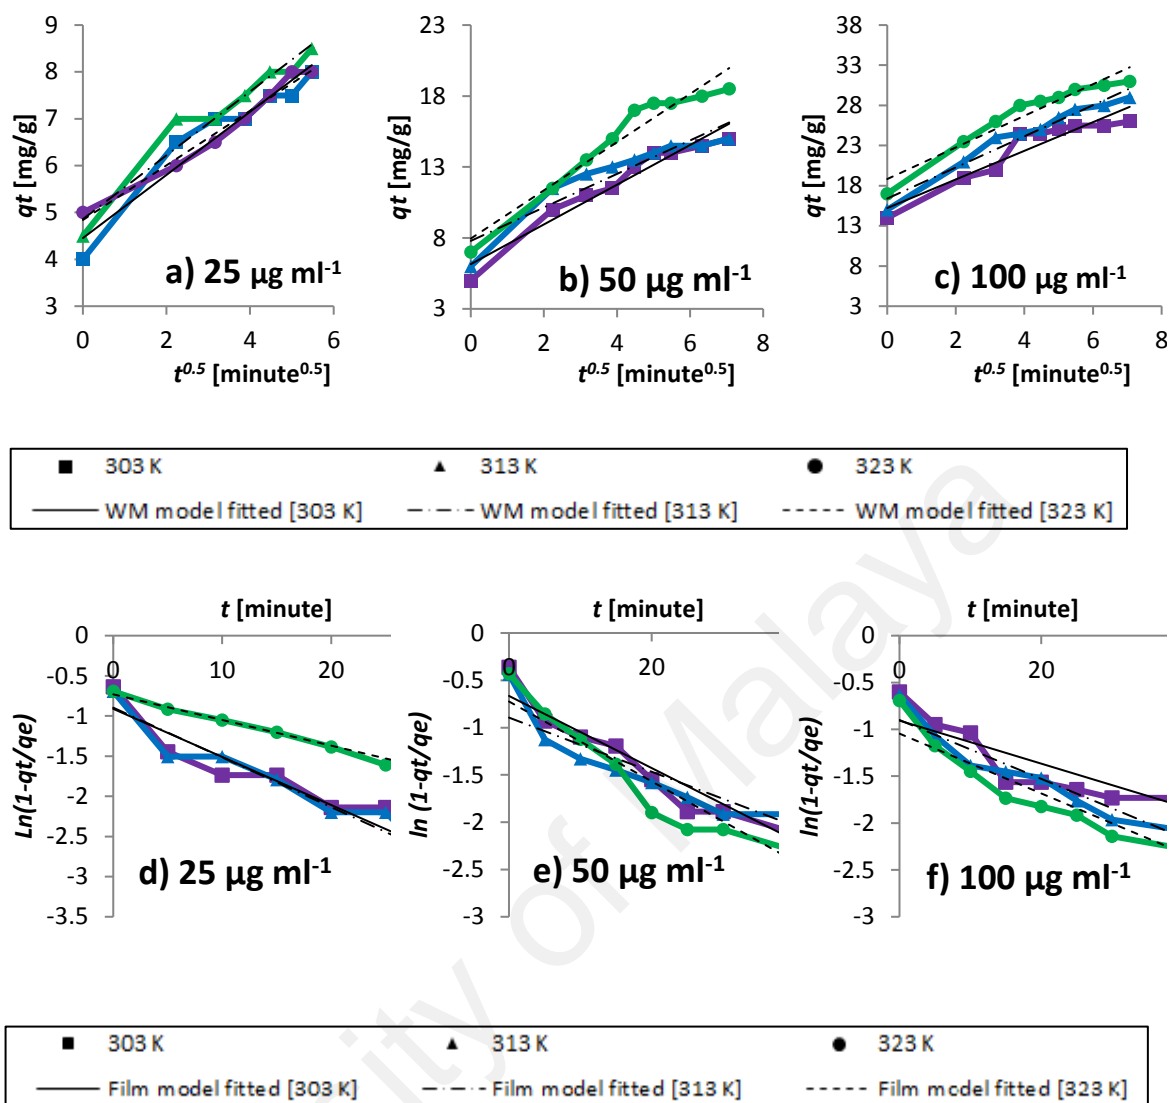 9
8
7
6
5
4
3
qt [mg/g]
a) 25 µg ml⁻¹
0 2 4 6
t⁰·⁵ [minute⁰·⁵]
23
18
13
8
3
qt [mg/g]
b) 50 µg ml⁻¹
0 2 4 6 8
t⁰·⁵ [minute⁰·⁵]
38
33
28
23
18
13
8
3
qt [mg/g]
c) 100 µg ml⁻¹
0 2 4 6 8
t⁰·⁵ [minute⁰·⁵]
303 K 313 K 323 K
WM model fitted [303 K] WM model fitted [313 K] WM model fitted [323 K]
t [minute]
0 10 20
0
-0.5
-1
-1.5
-2
-2.5
-3
-3.5
Ln(1-qt/qe)
d) 25 µg ml⁻¹
t [minute]
0 20
0
-0.5
-1
-1.5
-2
-2.5
-3
ln (1-qt/qe)
e) 50 µg ml⁻¹
t [minute]
0 20
0
-0.5
-1
-1.5
-2
-2.5
-3
ln(1-qt/qe)
f) 100 µg ml⁻¹
303 K 313 K 323 K
Film model fitted [303 K] Film model fitted [313 K] Film model fitted [323 K]
ity of Malaya